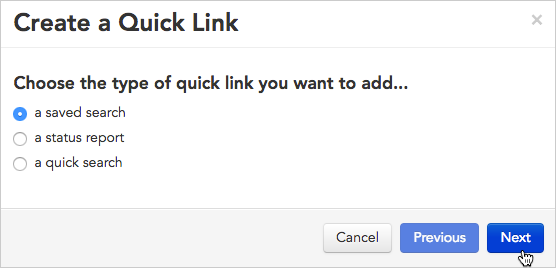 Create a Quick Link
×
Choose the type of quick link you want to add...
a saved search
a status report
a quick search
Cancel Previous Next